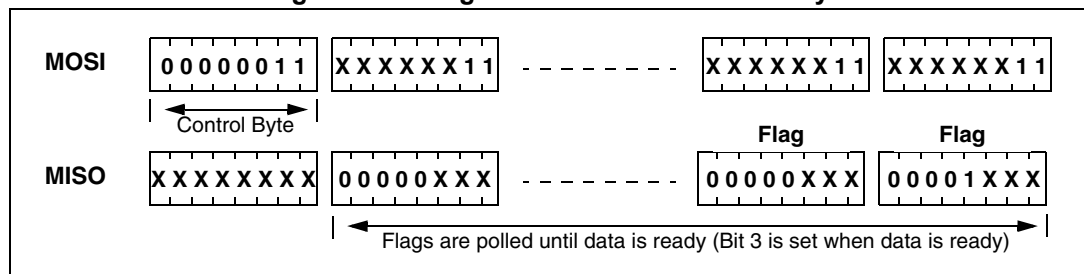 MOSI 0 0 0 0 0 0 1 1 X X X X X X 1 1 X X X X X X 1 1 X X X X X X 1 1
Control Byte
Flag Flag
MISO X X X X X X X X 0 0 0 0 0 X X X 0 0 0 0 0 X X X 0 0 0 0 1 X X X
Flags are polled until data is ready (Bit 3 is set when data is ready)